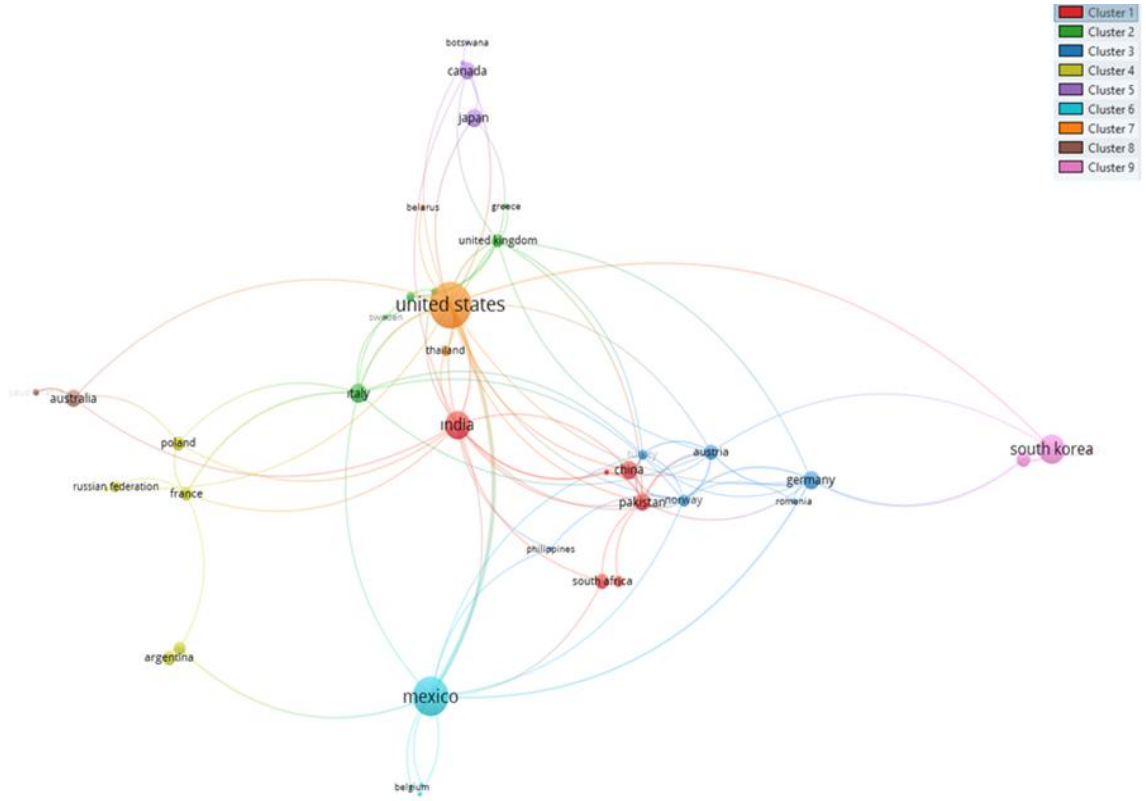 Cluster 1
Cluster 2
Cluster 3
Cluster 4
Cluster 5
Cluster 6
Cluster 7
Cluster 8
Cluster 9
botswana
canada
japan
belarus
greece
united kingdom
united states
sweden
thailand
italy
australia
india
poland
south korea
austria
china
germany
russian federation
france
pakistan
norway
romania
philippines
south africa
argentina
mexico
belgium